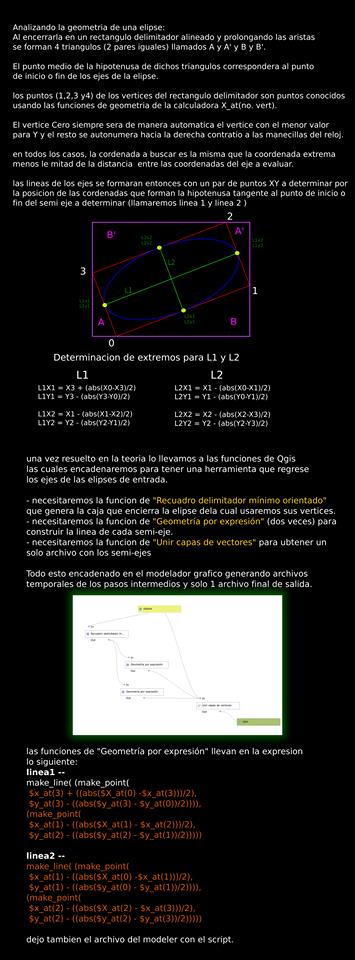 Analizando la geometria de una elipse:
Al encerrarla en un rectangulo delimitador alineado y prolongando las aristas
se forman 4 triangulos (2 pares iguales) llamados A y A' y B y B'.
El punto medio de la hipotenusa de dichos triangulos correspondera al punto
de inicio o fin de los ejes de la elipse.
los puntos (1,2,3 y4) de los vertices del rectangulo delimitador son puntos conocidos
usando las funciones de geometria de la calculadora X_at(no. vert).
El vertice Cero siempre sera de manera automatica el vertice con el menor valor
para Y y el resto se autonumera hacia la derecha contratio a las manecillas del reloj.
en todos los casos, la cordenada a buscar es la misma que la coordenada extrema
menos le mitad de la distancia entre las coordenadas del eje a evaluar.
las lineas de los ejes se formaran entonces con un par de puntos XY a determinar por
la posicion de las cordenadas que forman la hipotenusa tangente al punto de inicio o
fin del semi eje a determinar (llamaremos linea 1 y linea 2 )
2
B'
A'
L2
3
L1
1
A
B
0
Determinacion de extremos para L1 y L2
L1
L2
L1X1 = X3 + (abs(X0-X3)/2)
L2X1 = X1 - (abs(X0-X1)/2)
L1Y1 = Y3 - (abs(Y3-Y0)/2)
L2Y1 = Y1 - (abs(Y0-Y1)/2)
L1X2 = X1 - (abs(X1-X2)/2)
L2X2 = X2 - (abs(X2-X3)/2)
L1Y2 = Y2 - (abs(Y2-Y1)/2)
L2Y2 = Y2 - (abs(Y2-Y3)/2)
una vez resuelto en la teoria lo llevamos a las funciones de Qgis
las cuales encadenaremos para tener una herramienta que regrese
los ejes de las elipses de entrada.
- necesitaremos la funcion de "Recuadro delimitador mínimo orientado"
que genera la caja que encierra la elipse dela cual usaremos sus vertices.
- necesitaremos la funcion de "Geometría por expresión" (dos veces) para
construir la linea de cada semi-eje.
- necesitaremos la funcion de "Unir capas de vectores" para obtener un
solo archivo con los semi-ejes
Todo esto encadenado en el modelador grafico generando archivos
temporales de los pasos intermedios y solo 1 archivo final de salida.
las funciones de "Geometría por expresión" llevan en la expresion
lo siguiente:
linea1 --
make_line( (make_point(
$x_at(3) + ((abs($X_at(0) -$x_at(3)))/2),
$y_at(3) - ((abs($y_at(3) - $y_at(0))/2)))),
(make_point(
$x_at(1) - ((abs($X_at(1) - $x_at(2)))/2),
$y_at(2) - ((abs($y_at(2) - $y_at(1))/2)))))
linea2 --
make_line( (make_point(
$x_at(1) - ((abs($X_at(0) -$x_at(1)))/2),
$y_at(1) - ((abs($y_at(0) - $y_at(1))/2)))),
(make_point(
$x_at(2) - ((abs($X_at(2) - $x_at(3)))/2),
$y_at(2) - ((abs($y_at(2) - $y_at(3))/2)))))
dejo tambien el archivo del modeler con el script.